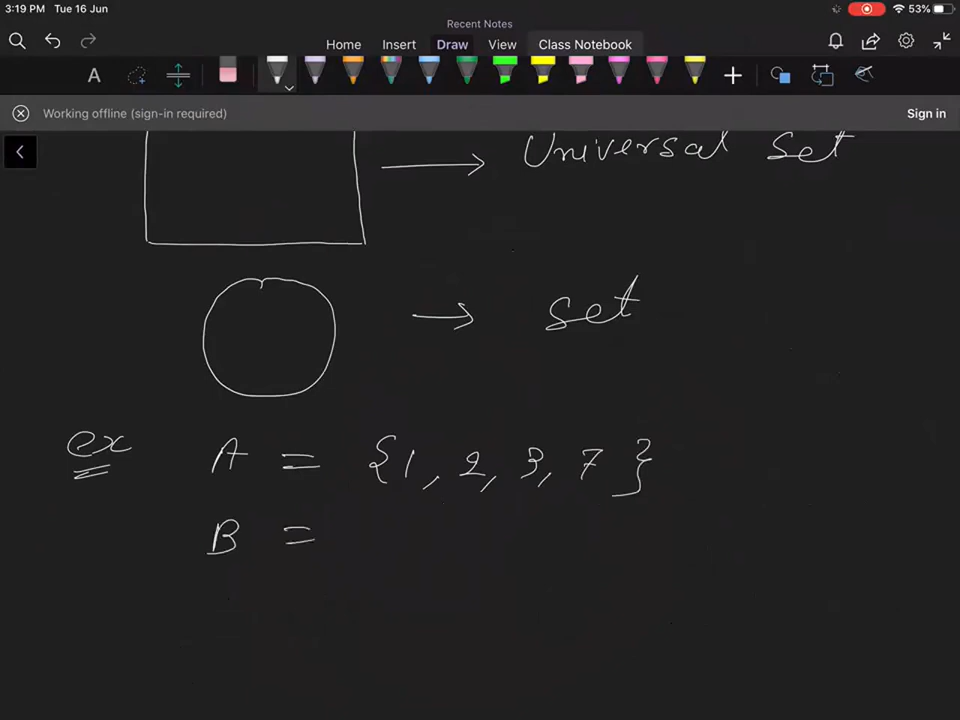 3:19 PM Tue 16 Jun
53%
Recent Notes
Home Insert Draw View Class Notebook
A
Working offline (sign-in required) Sign in
Universal set
set
ex A = {1, 2, 3, 7}
B =